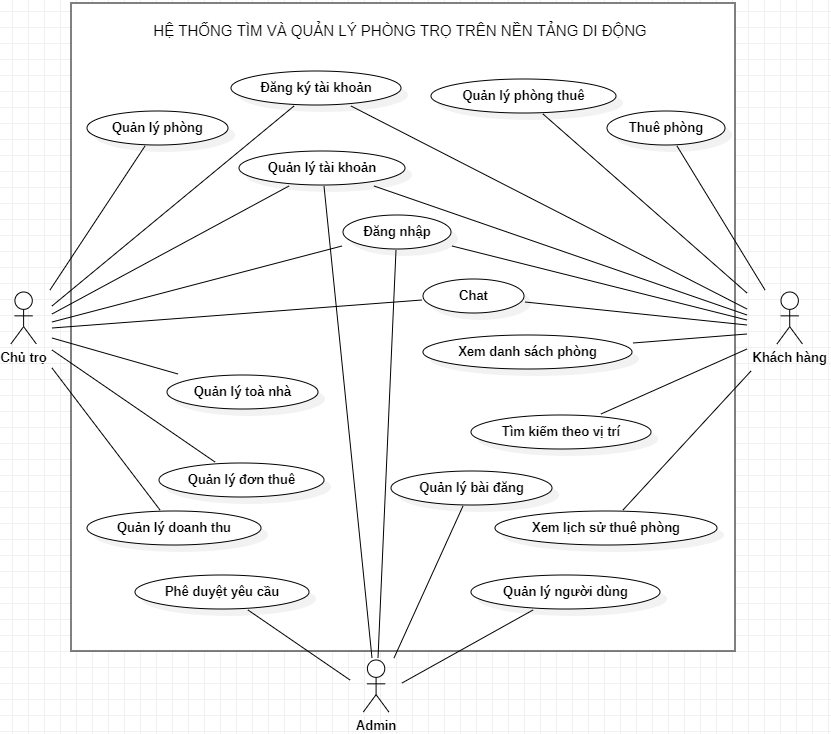 HỆ THỐNG TÌM VÀ QUẢN LÝ PHÒNG TRỌ TRÊN NỀN TẢNG DI ĐỘNG
Đăng ký tài khoản
Quản lý phòng thuê
Quản lý phòng
Thuê phòng
Quản lý tài khoản
Đăng nhập
Chat
Xem danh sách phòng
Chủ trọ
Khách hàng
Quản lý toà nhà
Tìm kiếm theo vị trí
Quản lý đơn thuê
Quản lý bài đăng
Quản lý doanh thu
Xem lịch sử thuê phòng
Phê duyệt yêu cầu
Quản lý người dùng
Admin